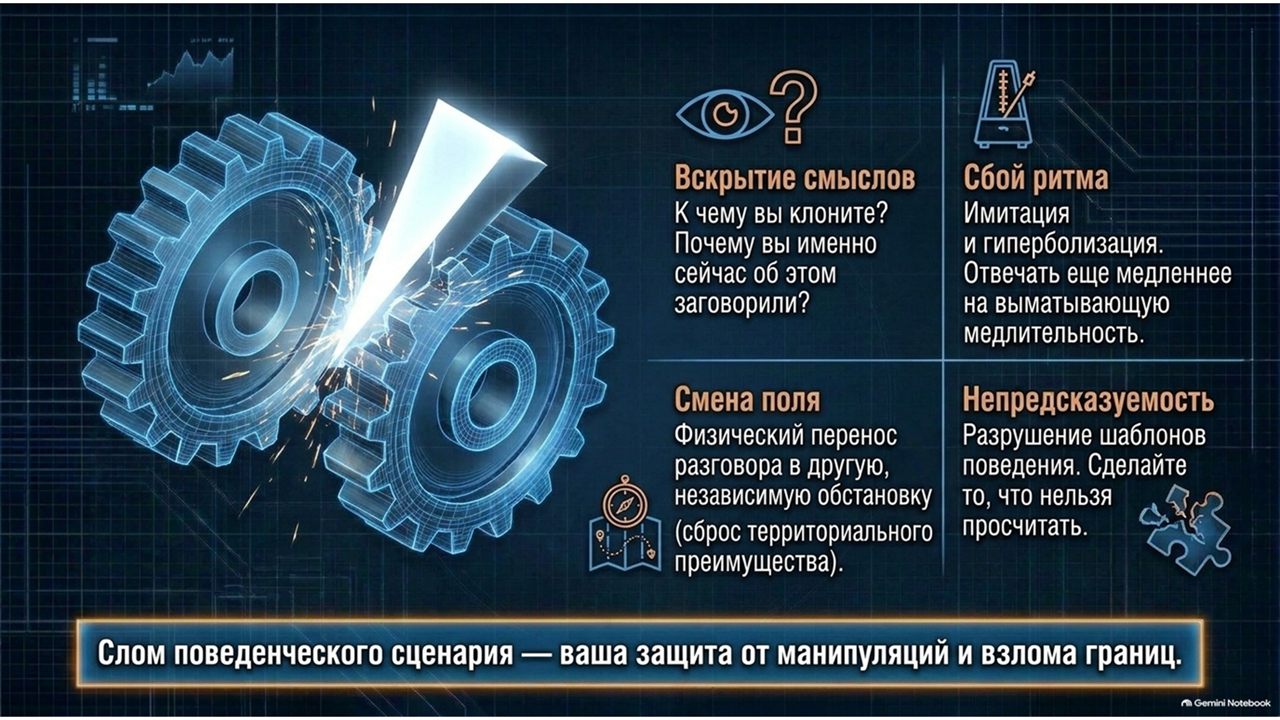 Вскрытие смыслов
К чему вы клоните?
Почему вы именно
сейчас об этом
заговорили?
Сбой ритма
Имитация
и гиперболизация.
Отвечать еще медленнее
на выматывающую
медлительность.
Смена поля
Физический перенос
разговора в другую,
независимую обстановку
(сброс территориального
преимущества).
Непредсказуемость
Разрушение шаблонов
поведения. Сделайте
то, что нельзя
просчитать.
Слом поведенческого сценария — ваша защита от манипуляций и взлома границ.
Gemini Notebook